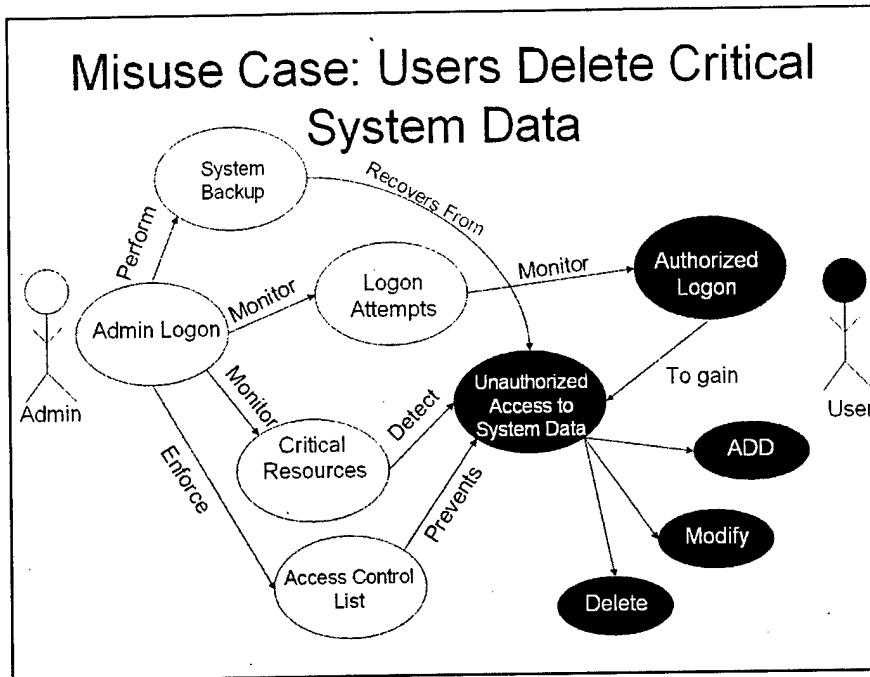 Misuse Case: Users Delete Critical
System Data
System
Backup
Recovers From
Perform
Admin Logon
Monitor
Logon
Attempts
Monitor
Authorized
Logon
Admin
Monitor
Critical
Resources
Detect
Unauthorized
Access to
System Data
To gain
User
ADD
Enforce
Prevents
Modify
Access Control
List
Delete